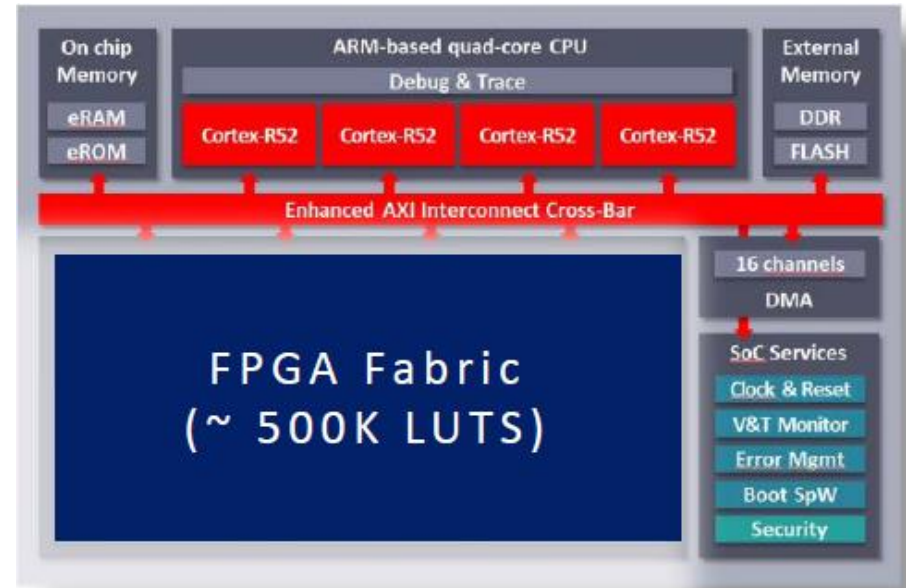 On chip
Memory
eRAM
eROM
ARM-based quad-core CPU
Debug & Trace
Cortex-R52
Cortex-R52
Cortex-R52
Cortex-R52
External
Memory
DDR
FLASH
Enhanced AXI Interconnect Cross-Bar
FPGA Fabric
(~ 500K LUTS)
16 channels
DMA
SoC Services
Clock & Reset
V&T Monitor
Error Mgmt
Boot SpW
Security